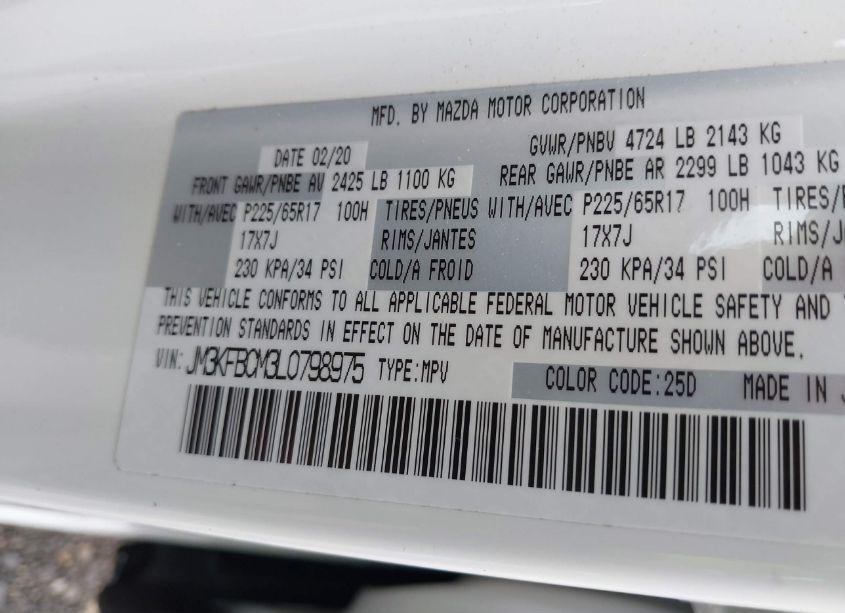 MFD. BY MAZDA MOTOR CORPORATION
DATE 02/20 GVWR/PNBV 4724 LB 2143 KG
FRONT GAWR/PNBE AV 2425 LB 1100 KG REAR GAWR/PNBE AR 2299 LB 1043 KG
WITH/AVEC P225/65R17 100H TIRES/PNEUS WITH/AVEC P225/65R17 100H TIRES/
17X7J RIMS/JANTES 17X7J RIMS/
230 KPA/34 PSI COLD/A FROID 230 KPA/34 PSI COLD/A
THIS VEHICLE CONFORMS TO ALL APPLICABLE FEDERAL MOTOR VEHICLE SAFETY AND
PREVENTION STANDARDS IN EFFECT ON THE DATE OF MANUFACTURE SHOWN ABOVE.
VIN: JM3KFBCM3L0798975 TYPE:MPV COLOR CODE:25D MADE IN